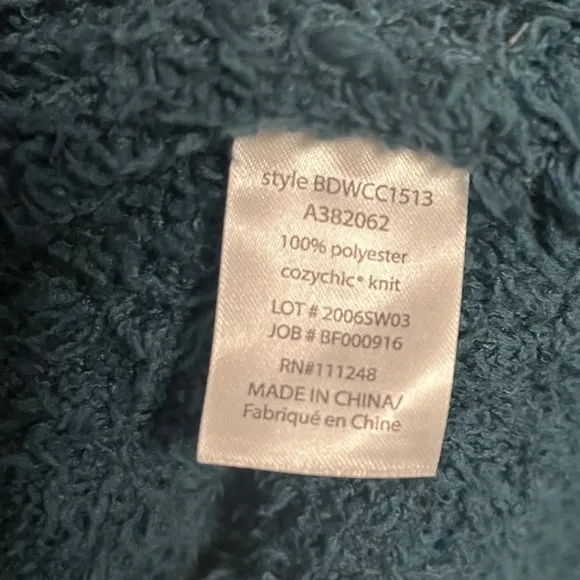 style BDWCC1513
A382062
100% polyester
cozychic® knit
LOT # 2006SW03
JOB # BF000916
RN#111248
MADE IN CHINA/
Fabriqué en Chine